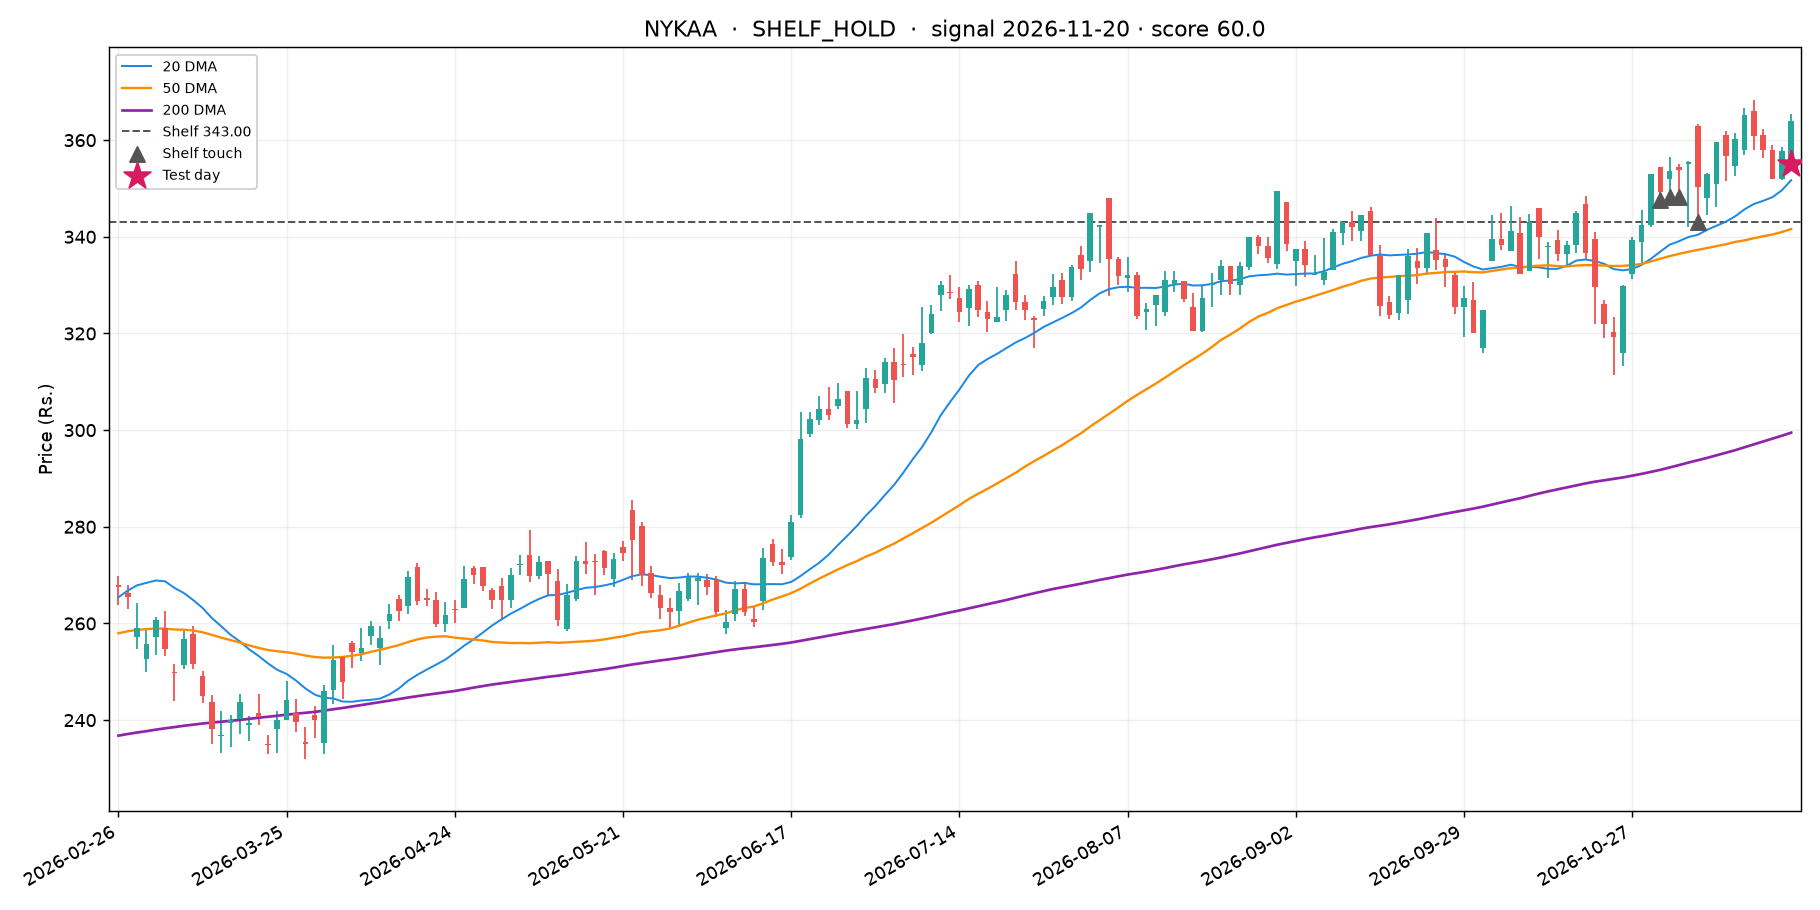 NYKAA · SHELF_HOLD · signal 2026-11-20 · score 60.0
20 DMA
50 DMA
200 DMA
Shelf 343.00
Shelf touch
Test day
Price (Rs.)
360
340
320
300
280
260
240
2026-02-26
2026-03-25
2026-04-24
2026-05-21
2026-06-17
2026-07-14
2026-08-07
2026-09-02
2026-09-29
2026-10-27